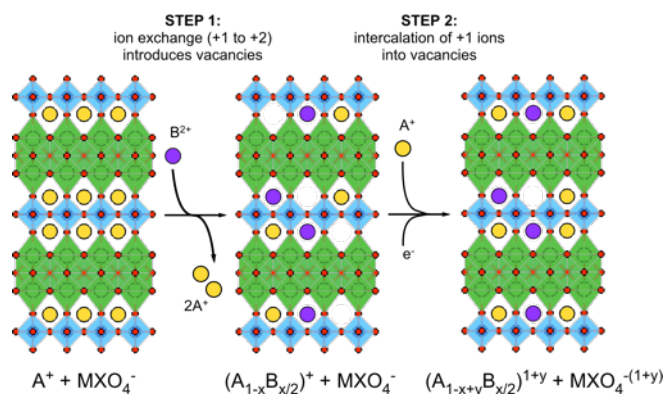 STEP 1:
ion exchange (+1 to +2)
introduces vacancies
STEP 2:
intercalation of +1 ions
into vacancies
B²⁺
A⁺
2A⁺
e⁻
A⁺ + MXO₄⁻
(A₁₋ₓBₓ/₂)⁺ + MXO₄⁻
(A₁₋ₓ₊ᵧBₓ/₂)¹⁺ʸ + MXO₄⁻⁽¹⁺ʸ⁾